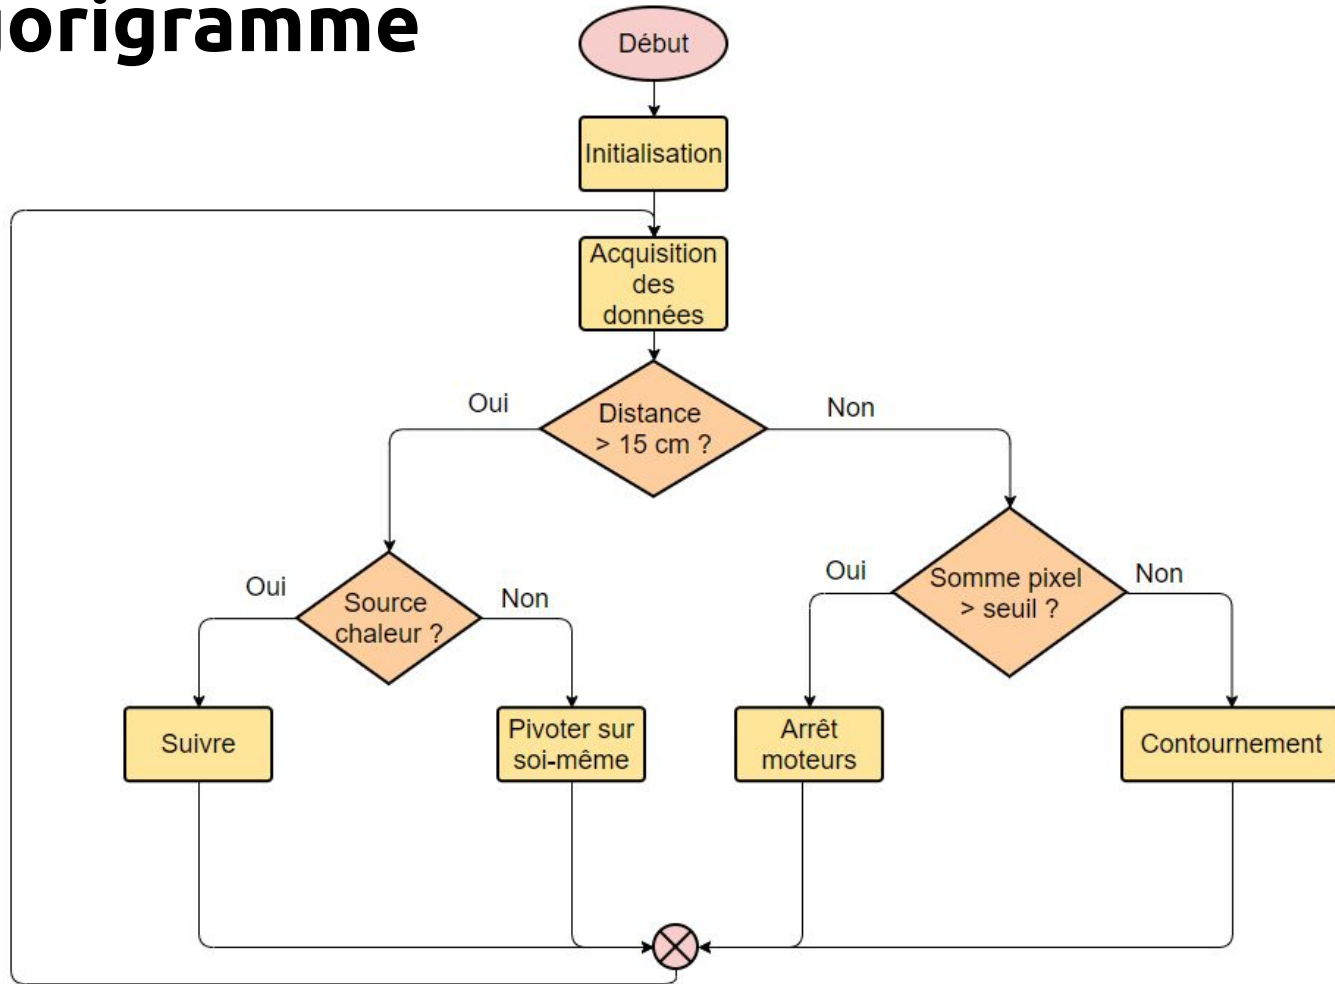 gorigramme
Début
Initialisation
Acquisition
des
données
Distance
> 15 cm ?
Oui
Non
Source
chaleur ?
Oui
Non
Somme pixel
> seuil ?
Oui
Non
Suivre
Pivoter sur
soi-même
Arrêt
moteurs
Contournement